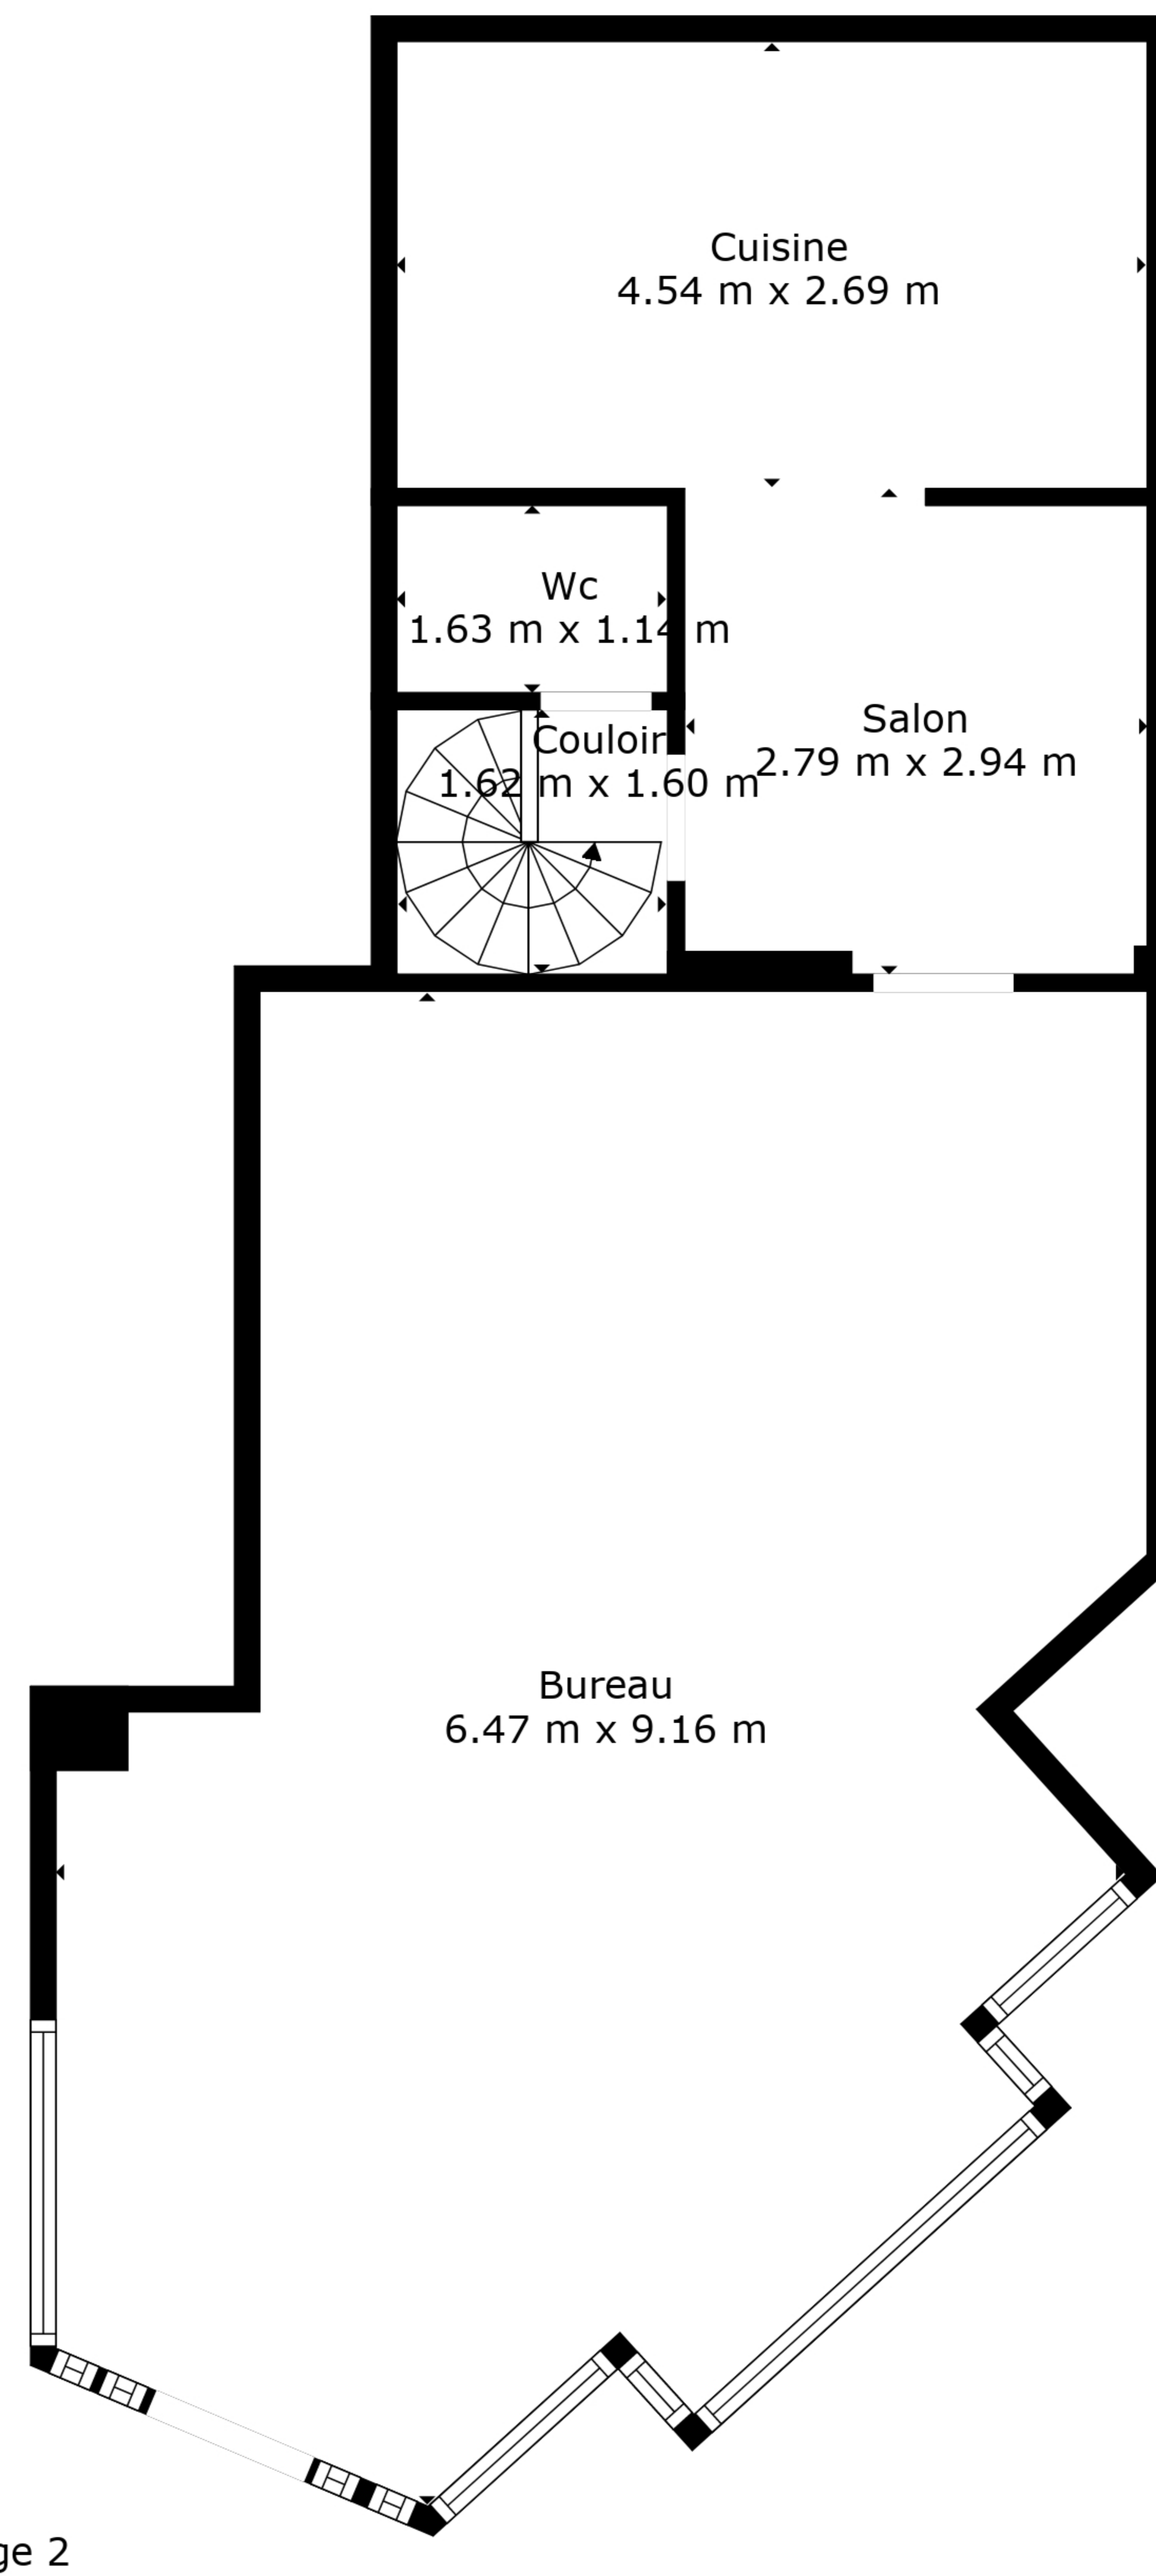 Cuisine
4.54 m x 2.69 m
Wc
1.63 m x 1.14 m
Salon
2.79 m x 2.94 m
Couloir
1.62 m x 1.60 m
Bureau
6.47 m x 9.16 m
ge 2